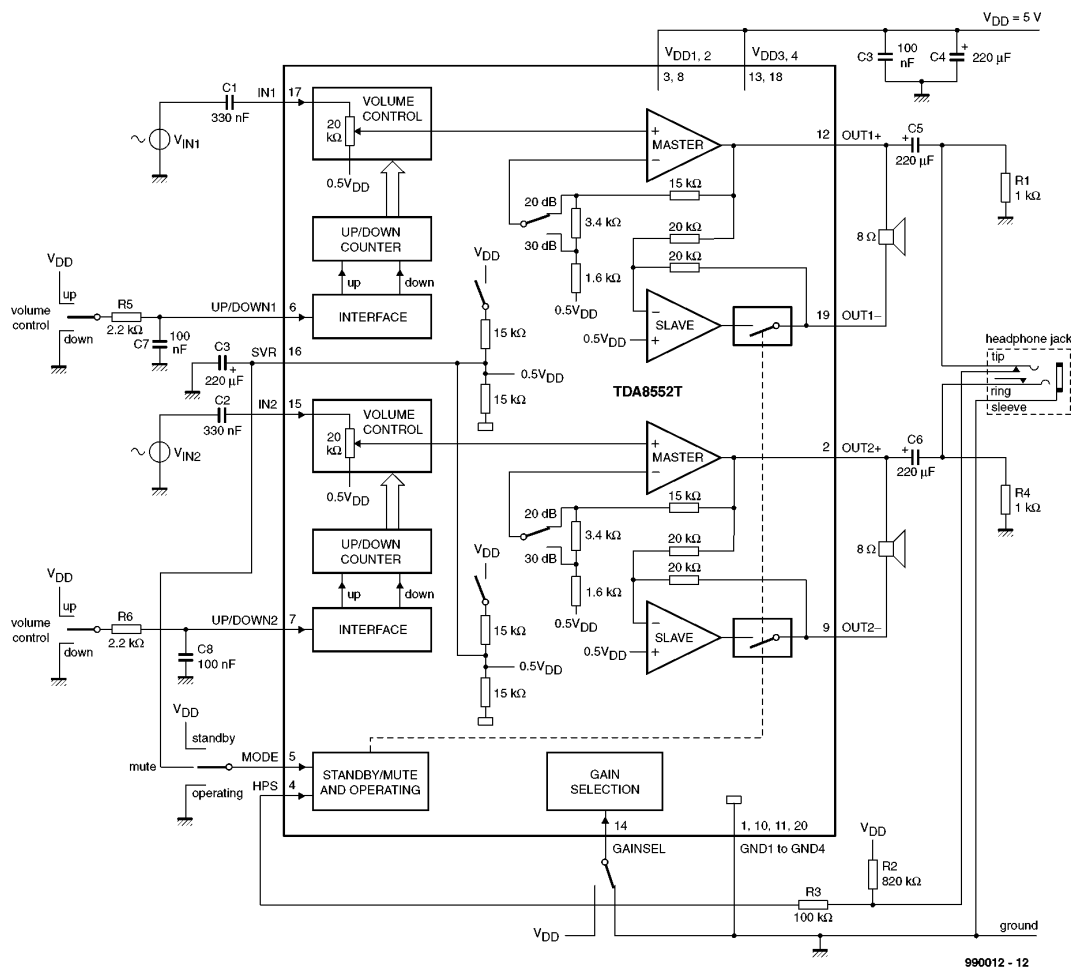 VDD = 5 V
C3
100
nF
C4
+
220 µF
VDD1, 2
3, 8
VDD3, 4
13, 18
C1
330 nF
IN1
17
VOLUME
CONTROL
20
kΩ
0.5VDD
~
VIN1
+
MASTER
−
12
OUT1+
+
C5
220 µF
R1
1 kΩ
15 kΩ
20 dB
3.4 kΩ
30 dB
20 kΩ
20 kΩ
1.6 kΩ
0.5VDD
8 Ω
UP/DOWN
COUNTER
up
down
VDD
VDD
up
volume
control
down
R5
2.2 kΩ
C7
100
nF
UP/DOWN1
6
INTERFACE
15 kΩ
−
SLAVE
+
0.5VDD
19
OUT1−
C3
220 µF
+
SVR
16
0.5VDD
15 kΩ
TDA8552T
headphone jack
tip
ring
sleeve
C2
330 nF
IN2
15
VOLUME
CONTROL
20
kΩ
0.5VDD
~
VIN2
+
MASTER
−
2
OUT2+
+
C6
220 µF
R4
1 kΩ
15 kΩ
20 dB
3.4 kΩ
30 dB
20 kΩ
20 kΩ
1.6 kΩ
0.5VDD
8 Ω
UP/DOWN
COUNTER
up
down
VDD
VDD
up
volume
control
down
R6
2.2 kΩ
C8
100 nF
UP/DOWN2
7
INTERFACE
15 kΩ
−
SLAVE
+
0.5VDD
9
OUT2−
0.5VDD
15 kΩ
VDD
standby
mute
operating
MODE
5
HPS
4
STANDBY/MUTE
AND OPERATING
GAIN
SELECTION
14
GAINSEL
1, 10, 11, 20
GND1 to GND4
VDD
R2
820 kΩ
R3
100 kΩ
VDD
ground
990012 - 12